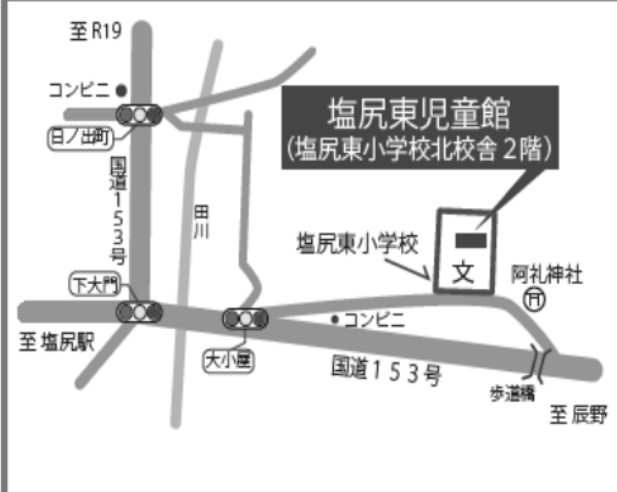 至 R19
コンビニ
日ノ出町
国道153号
田川
塩尻東児童館
(塩尻東小学校北校舎 2階)
塩尻東小学校
文
阿礼神社
下大門
至 塩尻駅
大小屋
コンビニ
国道153号
歩道橋
至 辰野